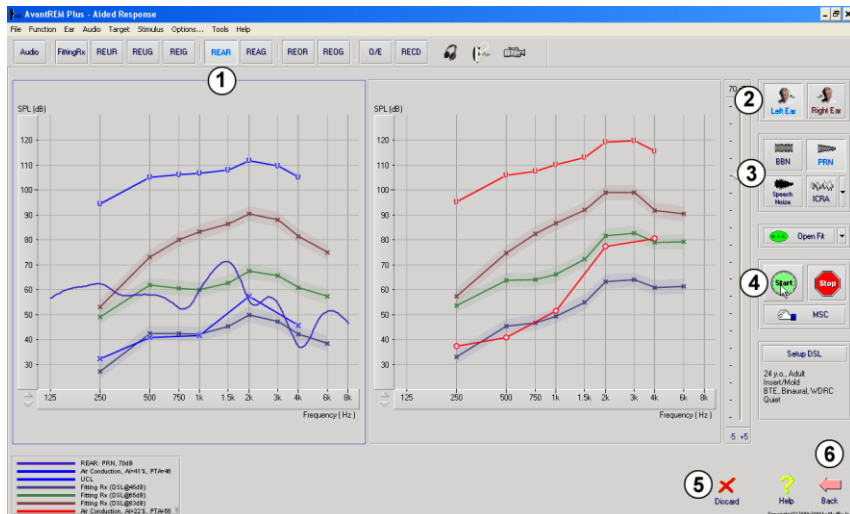 AvantREM Plus - Aided Response
File Function Ear Audio Target Stimulus Options... Tools Help
Audio FittingRx REUR REUG REIG REAR REAG REOR REOG O/E RECD
1
SPL (dB)
120
110
100
90
80
70
60
50
40
30
125 250 500 750 1k 1.5k 2k 3k 4k 6k 8k
Frequency ( Hz )
SPL (dB)
120
110
100
90
80
70
60
50
40
30
125 250 500 750 1k 1.5k 2k 3k 4k 6k 8k
Frequency ( Hz )
70
-5 +5
2
Left Ear Right Ear
3
BBN PRN
Speech Noise ICRA
Open Fit
4
Start Stop
MSC
Setup DSL
24 y.o., Adult
Insert/Mold
BTE, Binaural, WDRC
Quiet
REAR: PRN, 70dB
Air Conduction, AI=41%, PTA=46
UCL
Fitting Rx (DSL@45dB)
Fitting Rx (DSL@65dB)
Fitting Rx (DSL@83dB)
Air Conduction, AI=22%, PTA=56
5
Discard
Help
6
Back